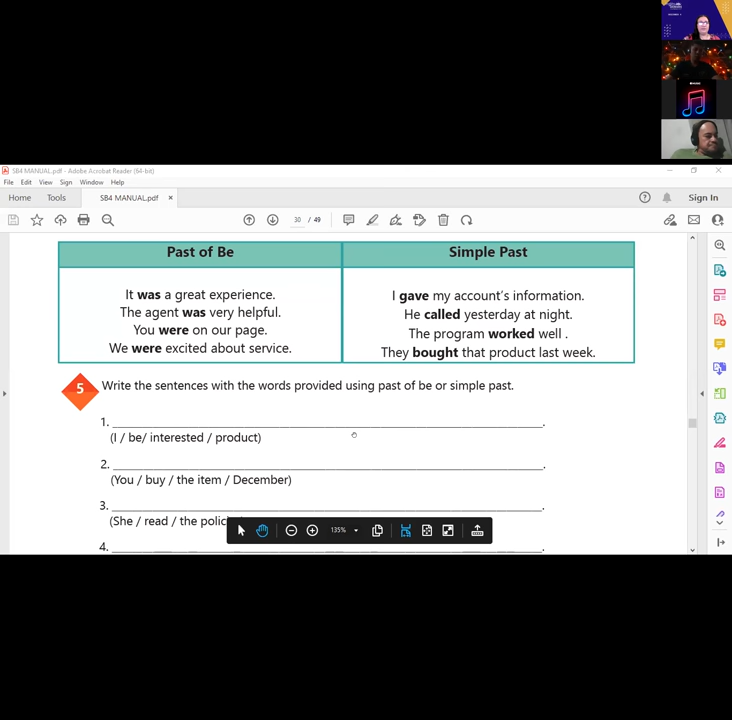 SB4 MANUAL.pdf - Adobe Acrobat Reader (64-bit)
File Edit View Sign Window Help
Home Tools SB4 MANUAL.pdf × Sign In
30 / 49
Past of Be Simple Past
It was a great experience.
The agent was very helpful.
You were on our page.
We were excited about service.
I gave my account's information.
He called yesterday at night.
The program worked well .
They bought that product last week.
5 Write the sentences with the words provided using past of be or simple past.
1. ______________________________.
(I / be/ interested / product)
2. ______________________________.
(You / buy / the item / December)
3. ______________________________.
(She / read / the polic
4. ______________________________.
135%